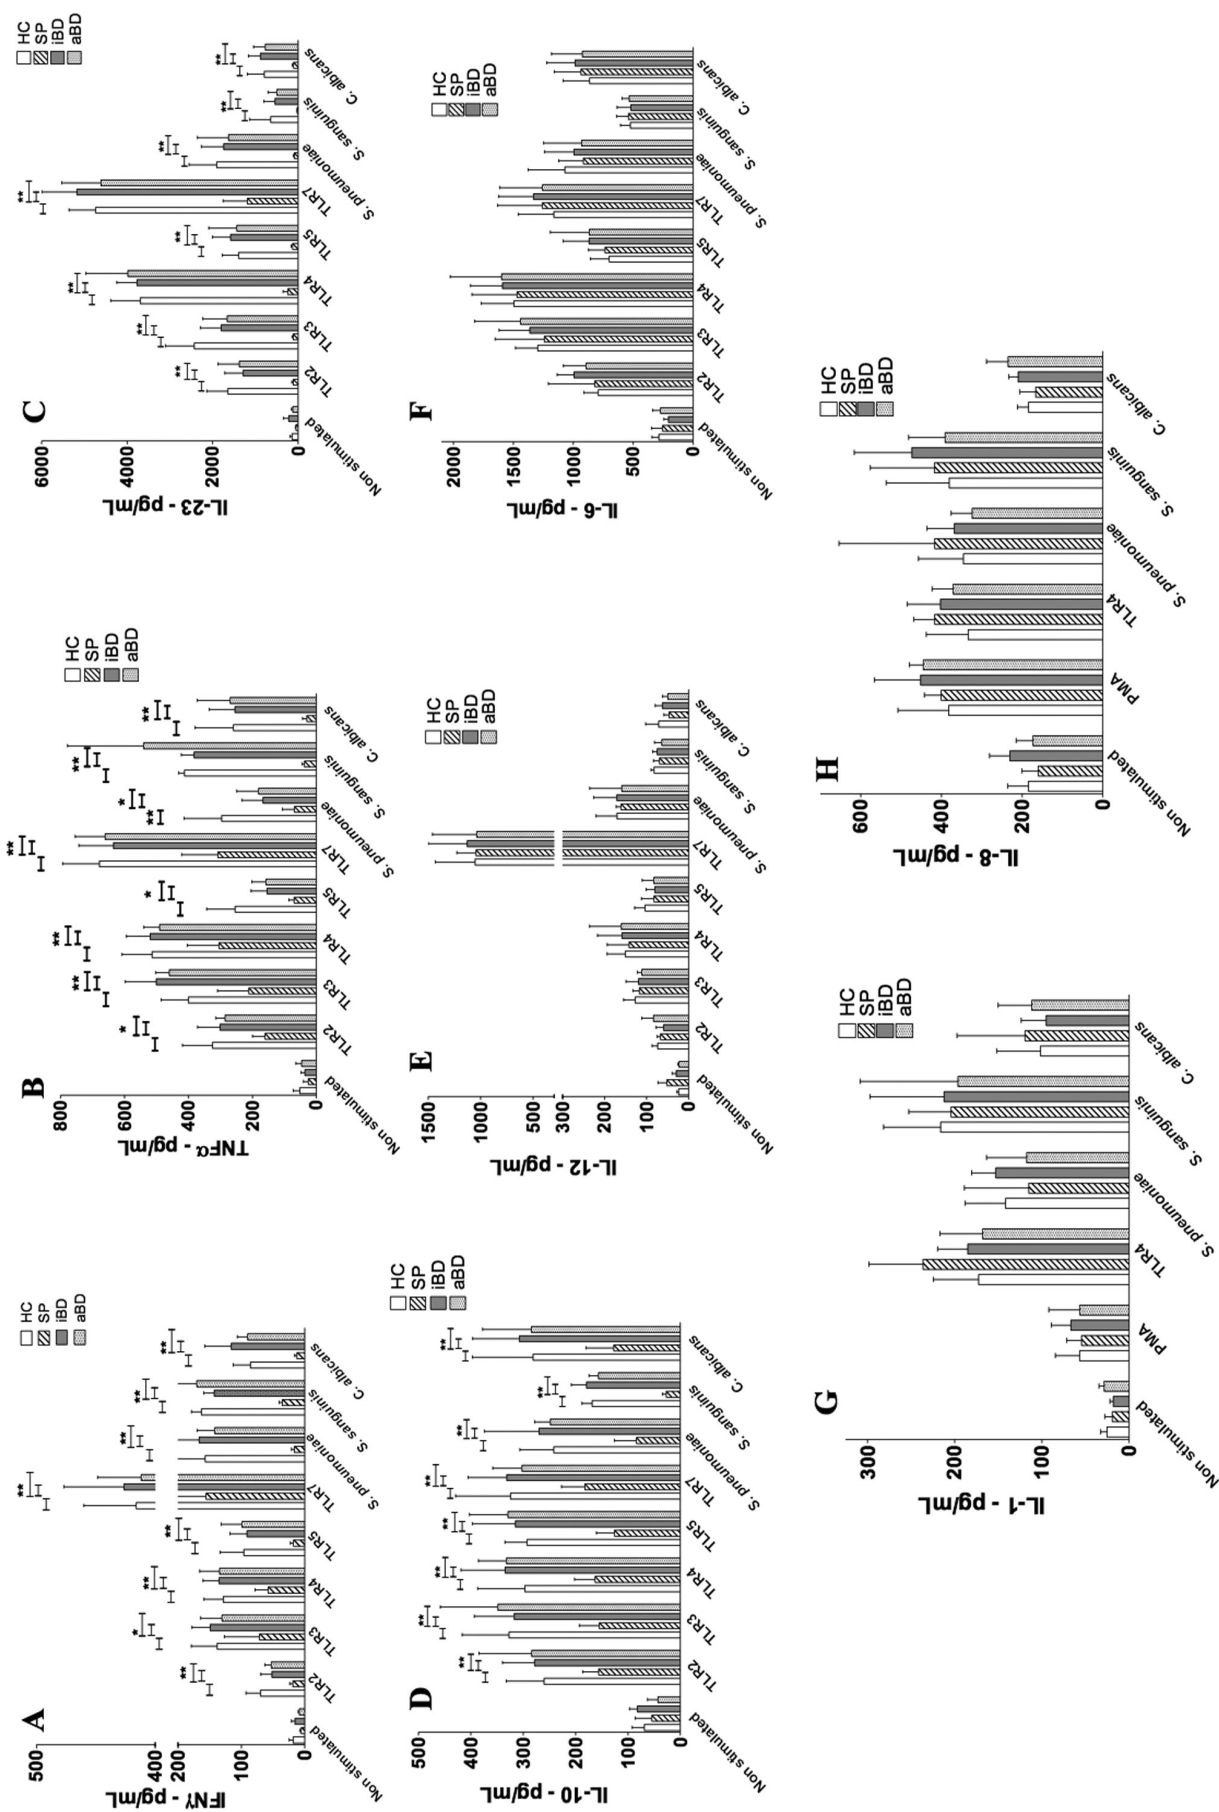 A
HC
SP
iBD
aBD
IFNγ - pg/mL
500
400
200
100
0
Non stimulated
TLR2
TLR3
TLR4
TLR5
TLR7
S. pneumoniae
S. sanguinis
C. albicans
** * ** ** ** ** ** **
B
HC
SP
iBD
aBD
TNFα - pg/mL
800
600
400
200
0
Non stimulated
TLR2
TLR3
TLR4
TLR5
TLR7
S. pneumoniae
S. sanguinis
C. albicans
* ** ** * ** ** * ** **
C
HC
SP
iBD
aBD
IL-23 - pg/mL
6000
4000
2000
0
Non stimulated
TLR2
TLR3
TLR4
TLR5
TLR7
S. pneumoniae
S. sanguinis
C. albicans
** ** ** ** ** ** ** **
D
HC
SP
iBD
aBD
IL-10 - pg/mL
500
400
300
200
100
0
Non stimulated
TLR2
TLR3
TLR4
TLR5
TLR7
S. pneumoniae
S. sanguinis
C. albicans
** ** ** ** ** ** ** **
E
HC
SP
iBD
aBD
IL-12 - pg/mL
1500
1000
500
300
200
100
0
Non stimulated
TLR2
TLR3
TLR4
TLR5
TLR7
S. pneumoniae
S. sanguinis
C. albicans
F
HC
SP
iBD
aBD
IL-6 - pg/mL
2000
1500
1000
500
0
Non stimulated
TLR2
TLR3
TLR4
TLR5
TLR7
S. pneumoniae
S. sanguinis
C. albicans
G
HC
SP
iBD
aBD
IL-1 - pg/mL
300
200
100
0
Non stimulated
PMA
TLR4
S. pneumoniae
S. sanguinis
C. albicans
H
HC
SP
iBD
aBD
IL-8 - pg/mL
600
400
200
0
Non stimulated
PMA
TLR4
S. pneumoniae
S. sanguinis
C. albicans